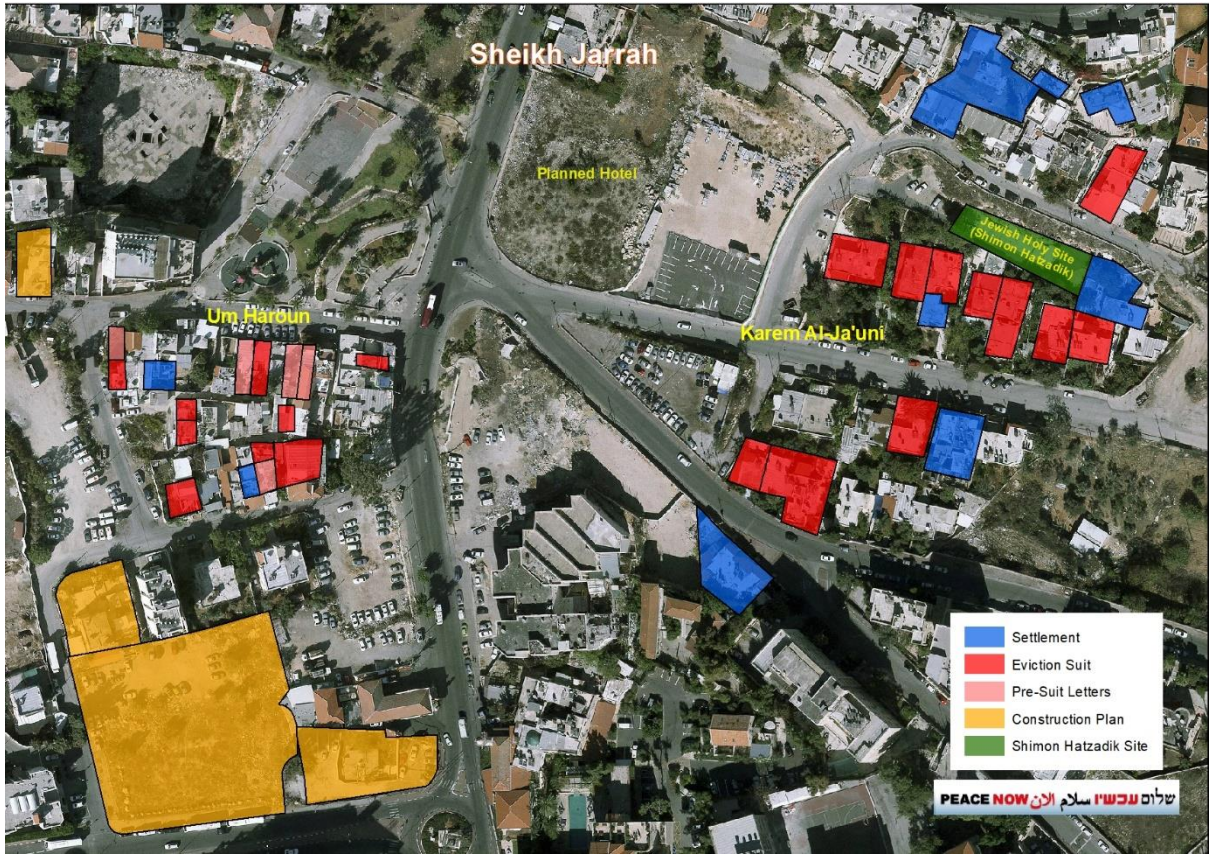 Sheikh Jarrah
Planned Hotel
Jewish Holy Site
(Shimon Hatzadik)
Um Haroun
Karem Al-Ja'uni
Settlement
Eviction Suit
Pre-Suit Letters
Construction Plan
Shimon Hatzadik Site
PEACE NOW سلام الان שלום עכשיו